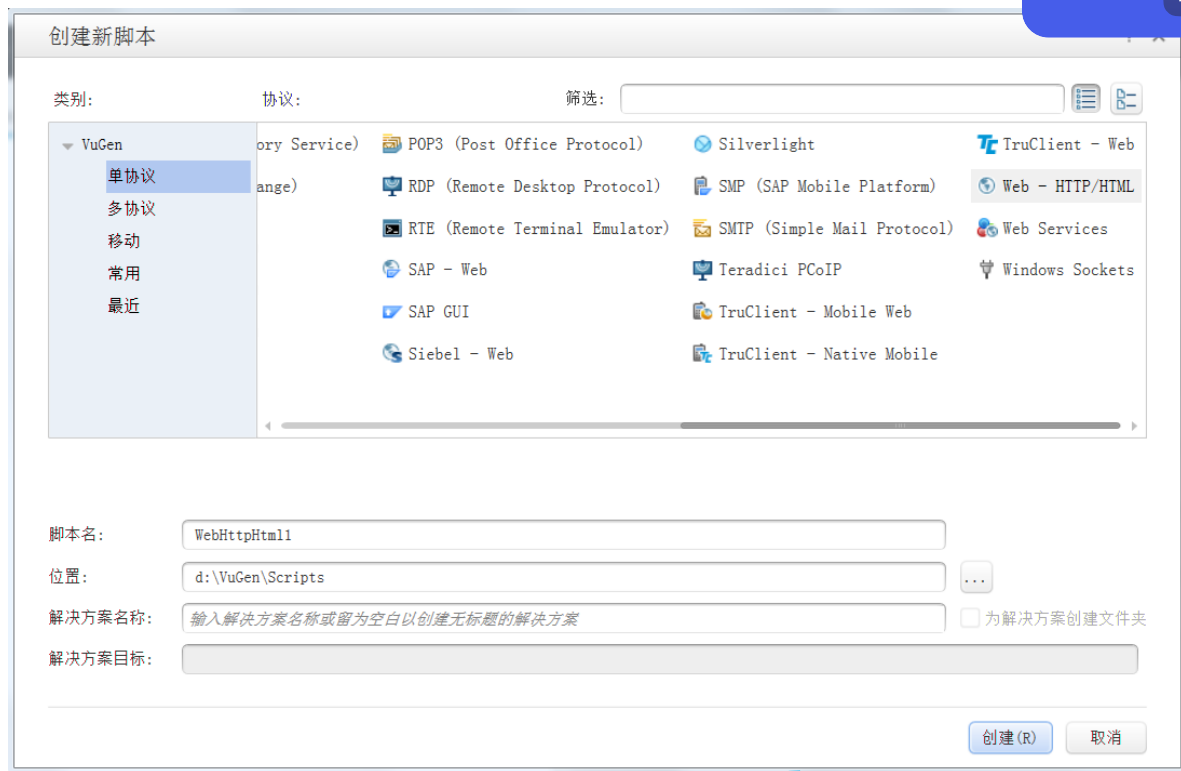 创建新脚本
类别: 协议: 筛选:
VuGen
单协议
多协议
移动
常用
最近
ory Service) POP3 (Post Office Protocol) Silverlight TruClient - Web
ange) RDP (Remote Desktop Protocol) SMP (SAP Mobile Platform) Web - HTTP/HTML
RTE (Remote Terminal Emulator) SMTP (Simple Mail Protocol) Web Services
SAP - Web Teradici PCoIP Windows Sockets
SAP GUI TruClient - Mobile Web
Siebel - Web TruClient - Native Mobile
脚本名: WebHttpHtml1
位置: d:\VuGen\Scripts ...
解决方案名称: 输入解决方案名称或留为空白以创建无标题的解决方案 为解决方案创建文件夹
解决方案目标:
创建(R) 取消